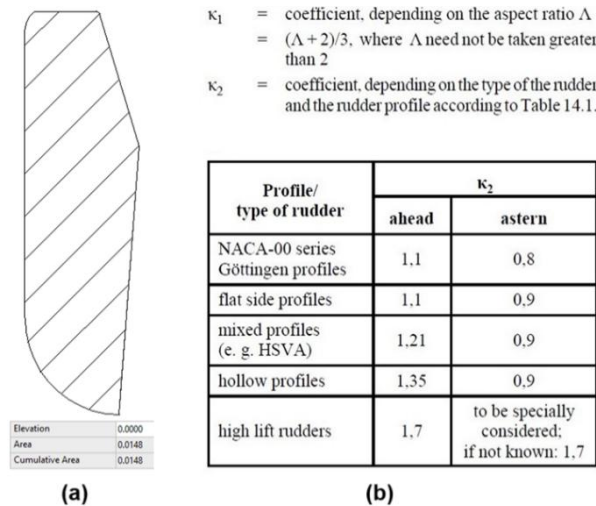 κ₁ = coefficient, depending on the aspect ratio Λ
= (Λ + 2)/3, where Λ need not be taken greater
than 2
κ₂ = coefficient, depending on the type of the rudder
and the rudder profile according to Table 14.1.
Profile/
type of rudder
κ₂
ahead astern
NACA-00 series
Göttingen profiles
1,1 0,8
flat side profiles 1,1 0,9
mixed profiles
(e. g. HSVA)
1,21 0,9
hollow profiles 1,35 0,9
high lift rudders 1,7
to be specially
considered;
if not known: 1,7
Elevation 0.0000
Area 0.0148
Cumulative Area 0.0148
(a) (b)